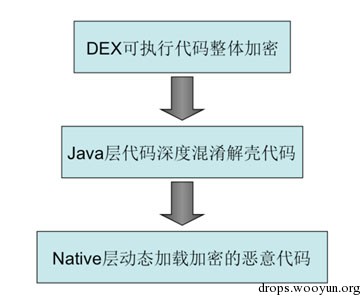 DEX可执行代码整体加密
Java层代码深度混淆解壳代码
Native层动态加载加密的恶意代码
drops.wooyun.org